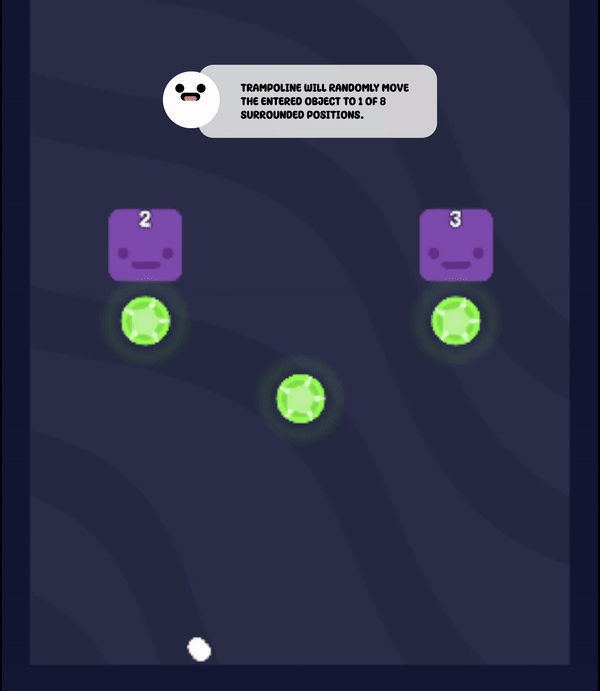 TRAMPOLINE WILL RANDOMLY MOVE
THE ENTERED OBJECT TO 1 OF 8
SURROUNDED POSITIONS.
2 3